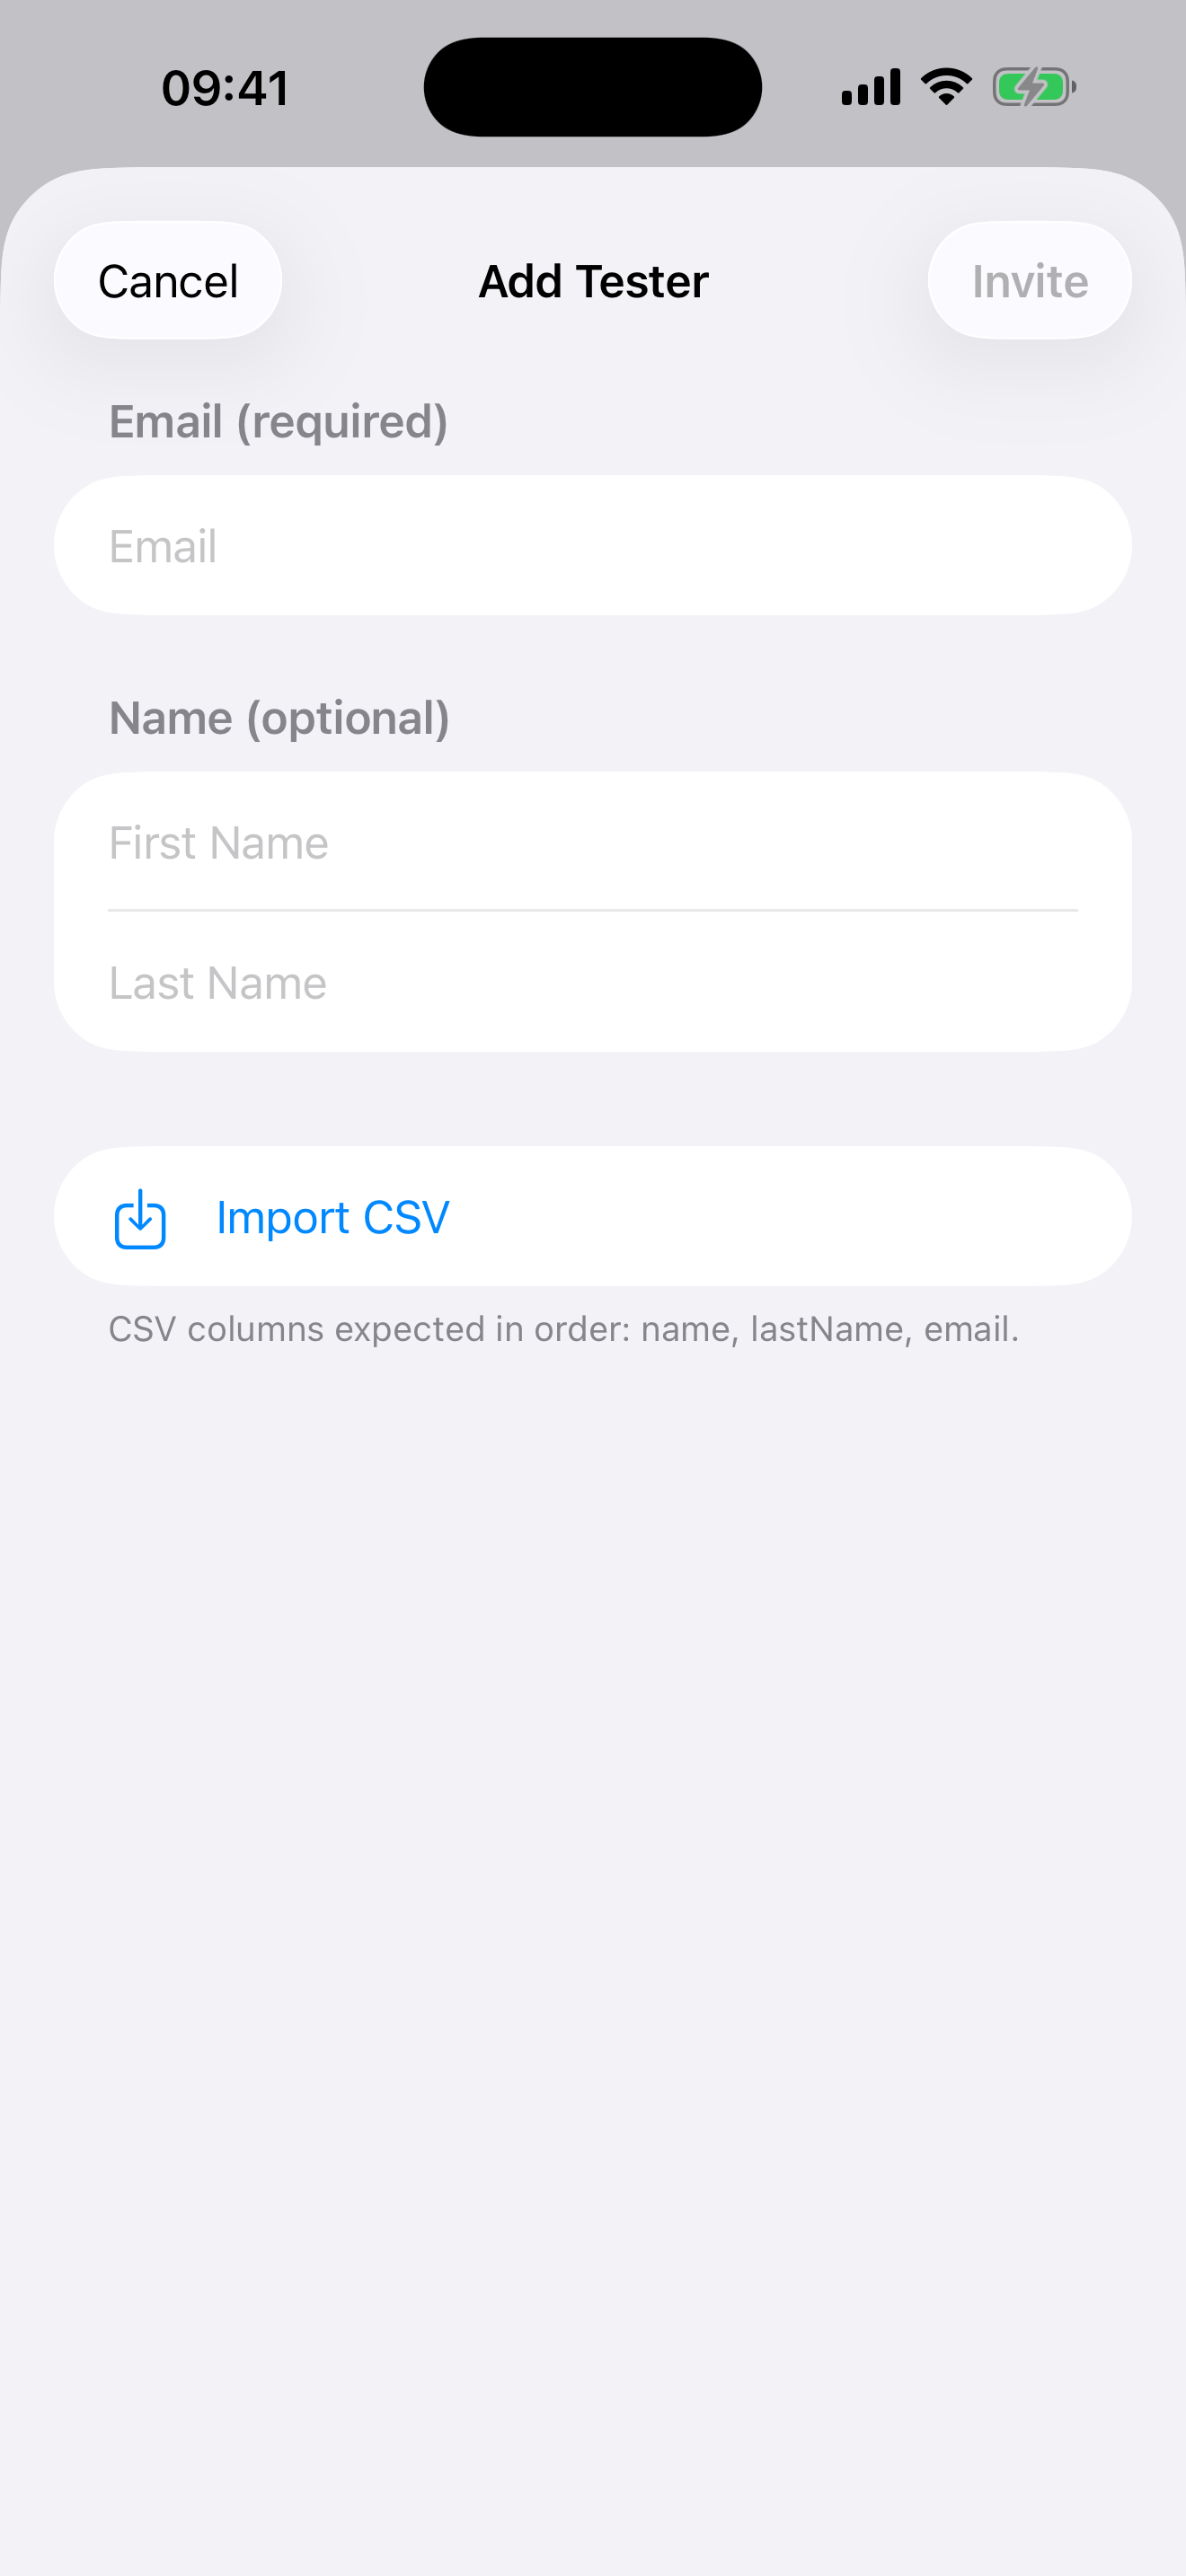 09:41
Cancel
Add Tester
Invite
Email (required)
Email
Name (optional)
First Name
Last Name
Import CSV
CSV columns expected in order: name, lastName, email.